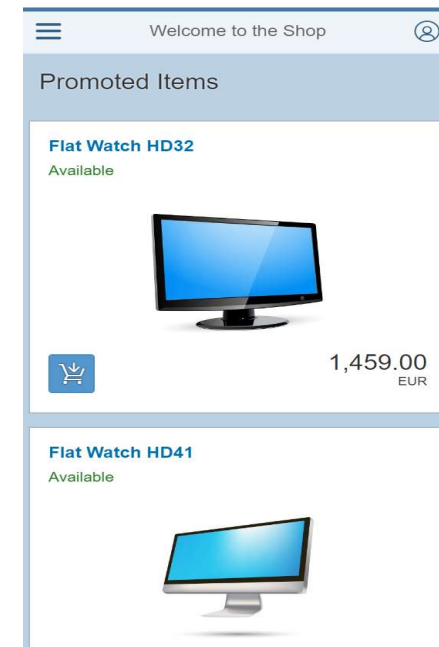 Welcome to the Shop
Promoted Items
Flat Watch HD32
Available
1,459.00
EUR
Flat Watch HD41
Available